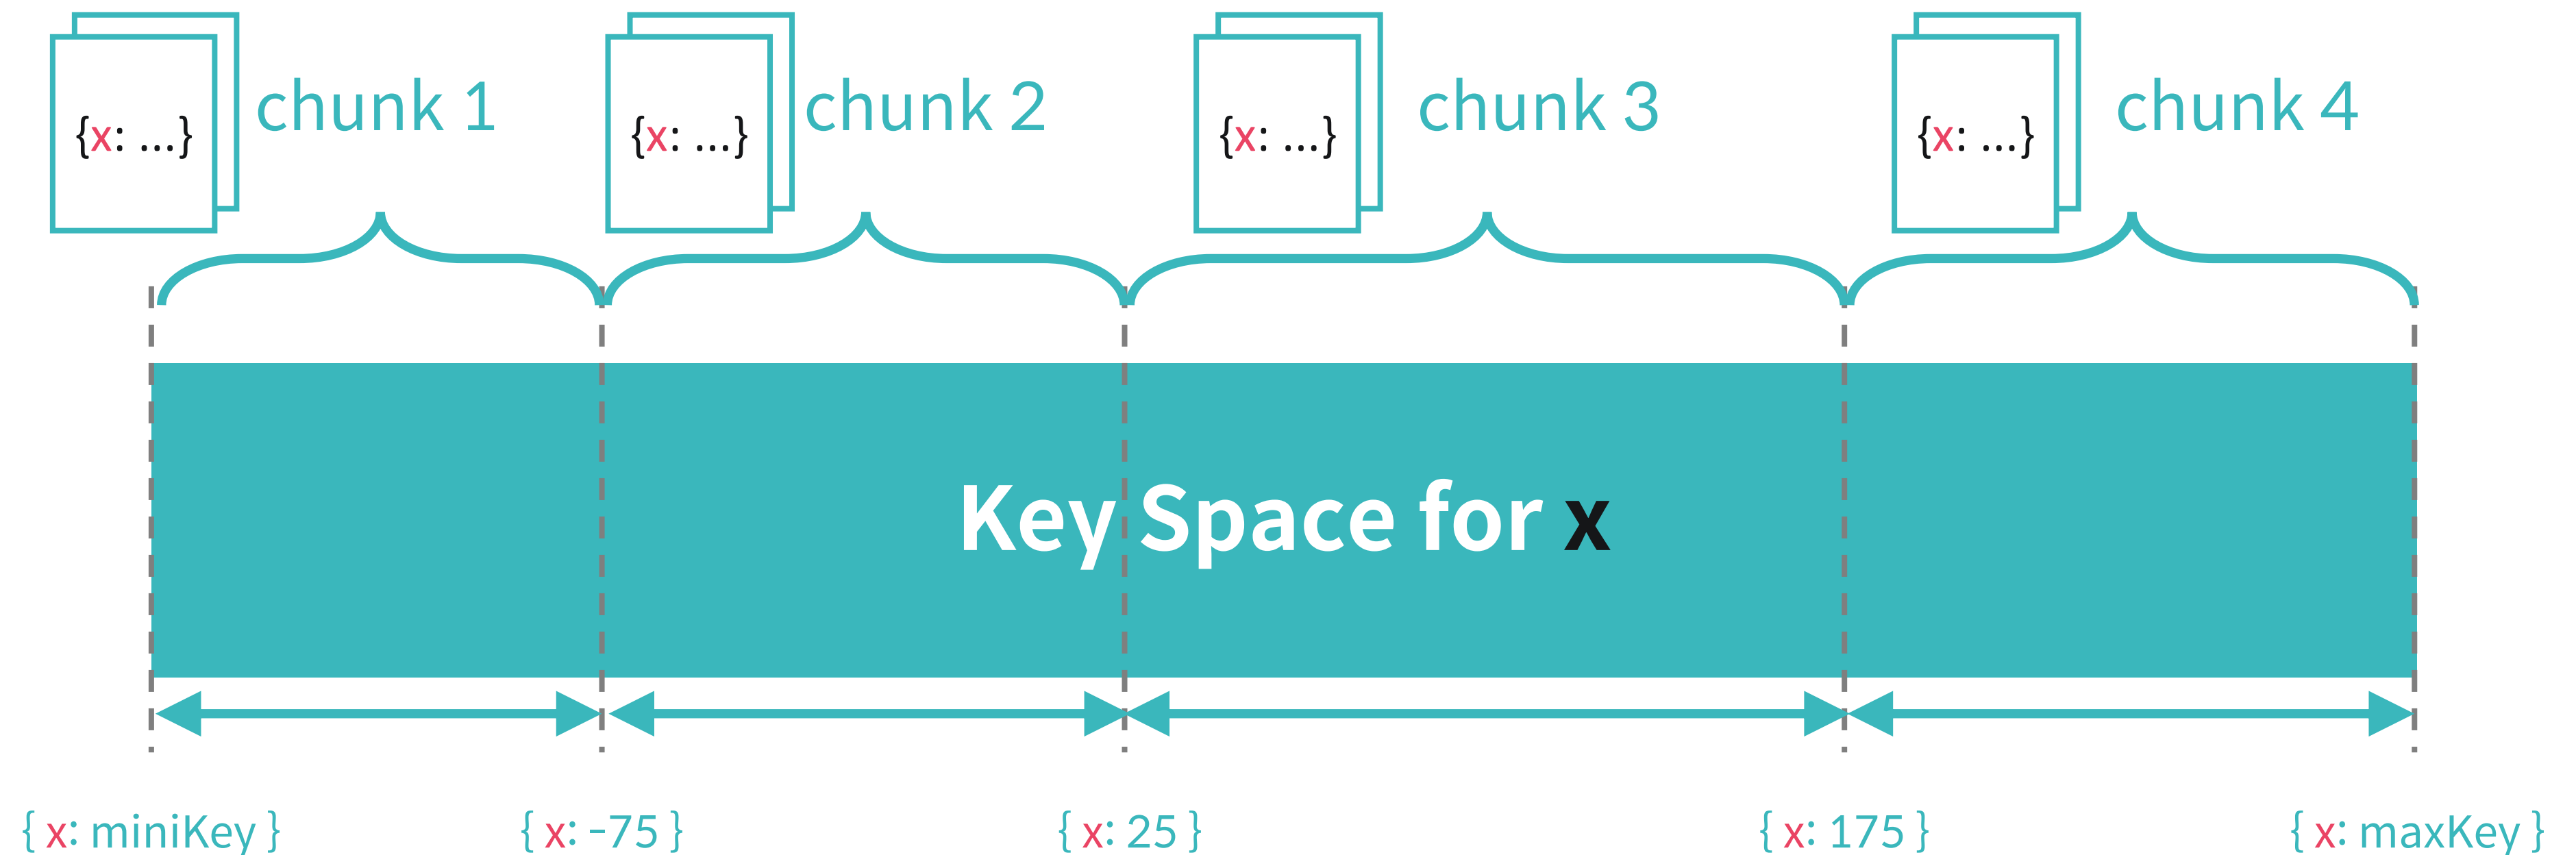 chunk 1
chunk 2
chunk 3
chunk 4
{x: ...}
{x: ...}
{x: ...}
{x: ...}
Key Space for x
{ x: miniKey }
{ x: -75 }
{ x: 25 }
{ x: 175 }
{ x: maxKey }